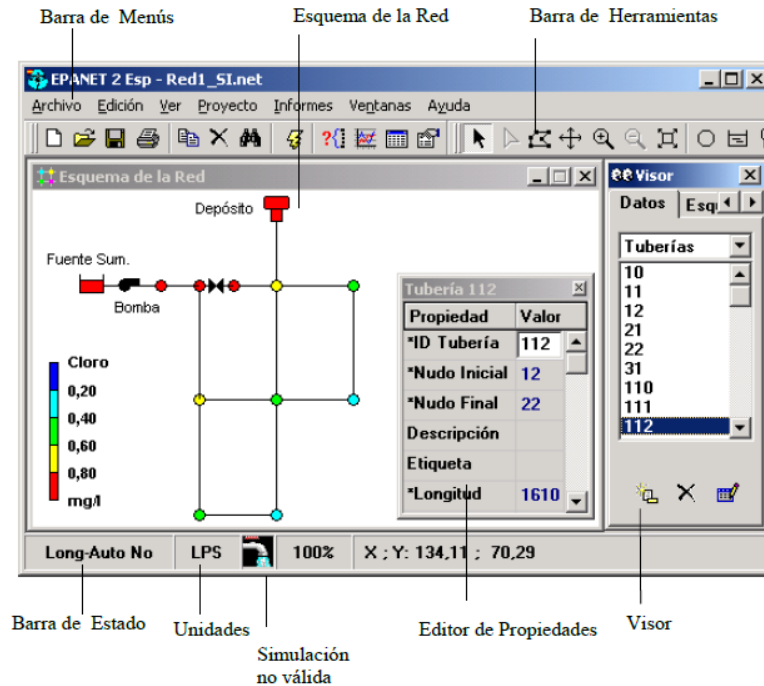 Barra de Menús
Esquema de la Red
Barra de Herramientas
EPANET 2 Esp - Red1_SI.net
Archivo Edición Ver Proyecto Informes Ventanas Ayuda
Esquema de la Red
Depósito
Fuente Sum.
Bomba
Cloro
0,20
0,40
0,60
0,80
mg/l
Tubería 112
Propiedad Valor
*ID Tubería 112
*Nudo Inicial 12
*Nudo Final 22
Descripción
Etiqueta
*Longitud 1610
Visor
Datos Esqu
Tuberías
10
11
12
21
22
31
110
111
112
Long-Auto No LPS 100% X ; Y: 134,11 ; 70,29
Barra de Estado
Unidades
Simulación
no válida
Editor de Propiedades
Visor